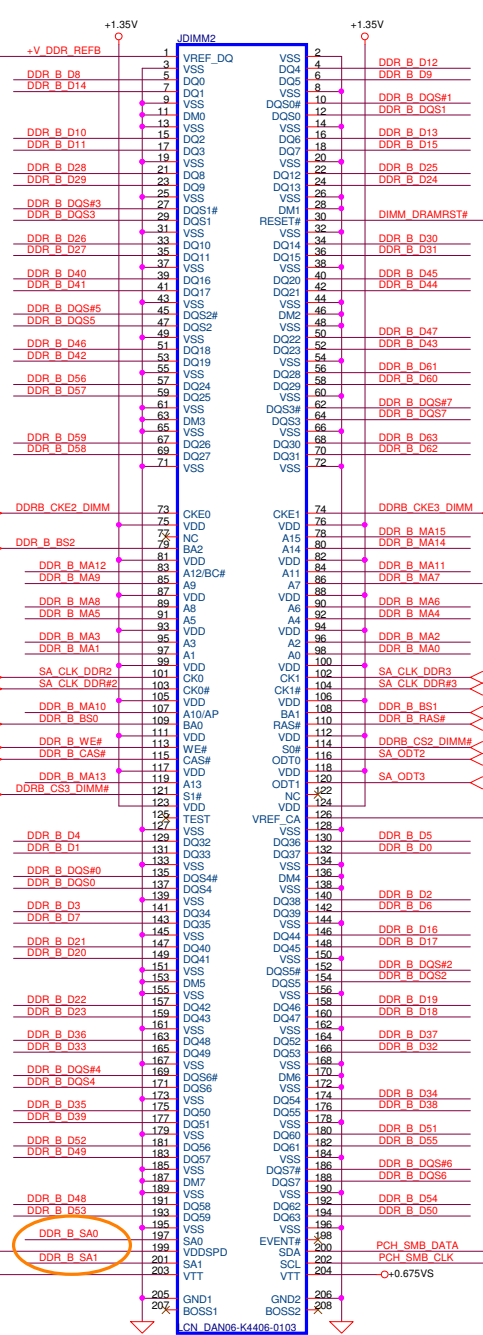 +1.35V +1.35V
JDIMM2
+V_DDR_REFB 1 VREF_DQ VSS 2
3 VSS DQ4 4 DDR_B_D12
DDR_B_D8 5 DQ0 DQ5 6 DDR_B_D9
DDR_B_D14 7 DQ1 VSS 8
9 VSS DQS0# 10 DDR_B_DQS#1
11 DM0 DQS0 12 DDR_B_DQS1
13 VSS VSS 14
DDR_B_D10 15 DQ2 DQ6 16 DDR_B_D13
DDR_B_D11 17 DQ3 DQ7 18 DDR_B_D15
19 VSS VSS 20
DDR_B_D28 21 DQ8 DQ12 22 DDR_B_D25
DDR_B_D29 23 DQ9 DQ13 24 DDR_B_D24
25 VSS VSS 26
DDR_B_DQS#3 27 DQS1# DM1 28
DDR_B_DQS3 29 DQS1 RESET# 30 DIMM_DRAMRST#
31 VSS VSS 32
DDR_B_D26 33 DQ10 DQ14 34 DDR_B_D30
DDR_B_D27 35 DQ11 DQ15 36 DDR_B_D31
37 VSS VSS 38
DDR_B_D40 39 DQ16 DQ20 40 DDR_B_D45
DDR_B_D41 41 DQ17 DQ21 42 DDR_B_D44
43 VSS VSS 44
DDR_B_DQS#5 45 DQS2# DM2 46
DDR_B_DQS5 47 DQS2 VSS 48
49 VSS DQ22 50 DDR_B_D47
DDR_B_D46 51 DQ18 DQ23 52 DDR_B_D43
DDR_B_D42 53 DQ19 VSS 54
55 VSS DQ28 56 DDR_B_D61
DDR_B_D56 57 DQ24 DQ29 58 DDR_B_D60
DDR_B_D57 59 DQ25 VSS 60
61 VSS DQS3# 62 DDR_B_DQS#7
63 DM3 DQS3 64 DDR_B_DQS7
65 VSS VSS 66
DDR_B_D59 67 DQ26 DQ30 68 DDR_B_D63
DDR_B_D58 69 DQ27 DQ31 70 DDR_B_D62
71 VSS VSS 72
DDRB_CKE2_DIMM 73 CKE0 CKE1 74 DDRB_CKE3_DIMM
75 VDD VDD 76
77 NC A15 78 DDR_B_MA15
DDR_B_BS2 79 BA2 A14 80 DDR_B_MA14
81 VDD VDD 82
DDR_B_MA12 83 A12/BC# A11 84 DDR_B_MA11
DDR_B_MA9 85 A9 A7 86 DDR_B_MA7
87 VDD VDD 88
DDR_B_MA8 89 A8 A6 90 DDR_B_MA6
DDR_B_MA5 91 A5 A4 92 DDR_B_MA4
93 VDD VDD 94
DDR_B_MA3 95 A3 A2 96 DDR_B_MA2
DDR_B_MA1 97 A1 A0 98 DDR_B_MA0
99 VDD VDD 100
SA_CLK_DDR2 101 CK0 CK1 102 SA_CLK_DDR3
SA_CLK_DDR#2 103 CK0# CK1# 104 SA_CLK_DDR#3
105 VDD VDD 106
DDR_B_MA10 107 A10/AP BA1 108 DDR_B_BS1
DDR_B_BS0 109 BA0 RAS# 110 DDR_B_RAS#
111 VDD VDD 112
DDR_B_WE# 113 WE# S0# 114 DDRB_CS2_DIMM#
DDR_B_CAS# 115 CAS# ODT0 116 SA_ODT2
117 VDD VDD 118
DDR_B_MA13 119 A13 ODT1 120 SA_ODT3
DDRB_CS3_DIMM# 121 S1# NC 122
123 VDD VDD 124
125 TEST VREF_CA 126
127 VSS VSS 128
DDR_B_D4 129 DQ32 DQ36 130 DDR_B_D5
DDR_B_D1 131 DQ33 DQ37 132 DDR_B_D0
133 VSS VSS 134
DDR_B_DQS#0 135 DQS4# DM4 136
DDR_B_DQS0 137 DQS4 VSS 138
139 VSS DQ38 140 DDR_B_D2
DDR_B_D3 141 DQ34 DQ39 142 DDR_B_D6
DDR_B_D7 143 DQ35 VSS 144
145 VSS DQ44 146 DDR_B_D16
DDR_B_D21 147 DQ40 DQ45 148 DDR_B_D17
DDR_B_D20 149 DQ41 VSS 150
151 VSS DQS5# 152 DDR_B_DQS#2
153 DM5 DQS5 154 DDR_B_DQS2
155 VSS VSS 156
DDR_B_D22 157 DQ42 DQ46 158 DDR_B_D19
DDR_B_D23 159 DQ43 DQ47 160 DDR_B_D18
161 VSS VSS 162
DDR_B_D36 163 DQ48 DQ52 164 DDR_B_D37
DDR_B_D33 165 DQ49 DQ53 166 DDR_B_D32
167 VSS VSS 168
DDR_B_DQS#4 169 DQS6# DM6 170
DDR_B_DQS4 171 DQS6 VSS 172
173 VSS DQ54 174 DDR_B_D34
DDR_B_D35 175 DQ50 DQ55 176 DDR_B_D38
DDR_B_D39 177 DQ51 VSS 178
179 VSS DQ60 180 DDR_B_D51
DDR_B_D52 181 DQ56 DQ61 182 DDR_B_D55
DDR_B_D49 183 DQ57 VSS 184
185 VSS DQS7# 186 DDR_B_DQS#6
187 DM7 DQS7 188 DDR_B_DQS6
189 VSS VSS 190
DDR_B_D48 191 DQ58 DQ62 192 DDR_B_D54
DDR_B_D53 193 DQ59 DQ63 194 DDR_B_D50
195 VSS VSS 196
DDR_B_SA0 197 SA0 EVENT# 198
199 VDDSPD SDA 200 PCH_SMB_DATA
DDR_B_SA1 201 SA1 SCL 202 PCH_SMB_CLK
203 VTT VTT 204 +0.675VS
205 GND1 GND2 206
207 BOSS1 BOSS2 208
LCN_DAN06-K4406-0103